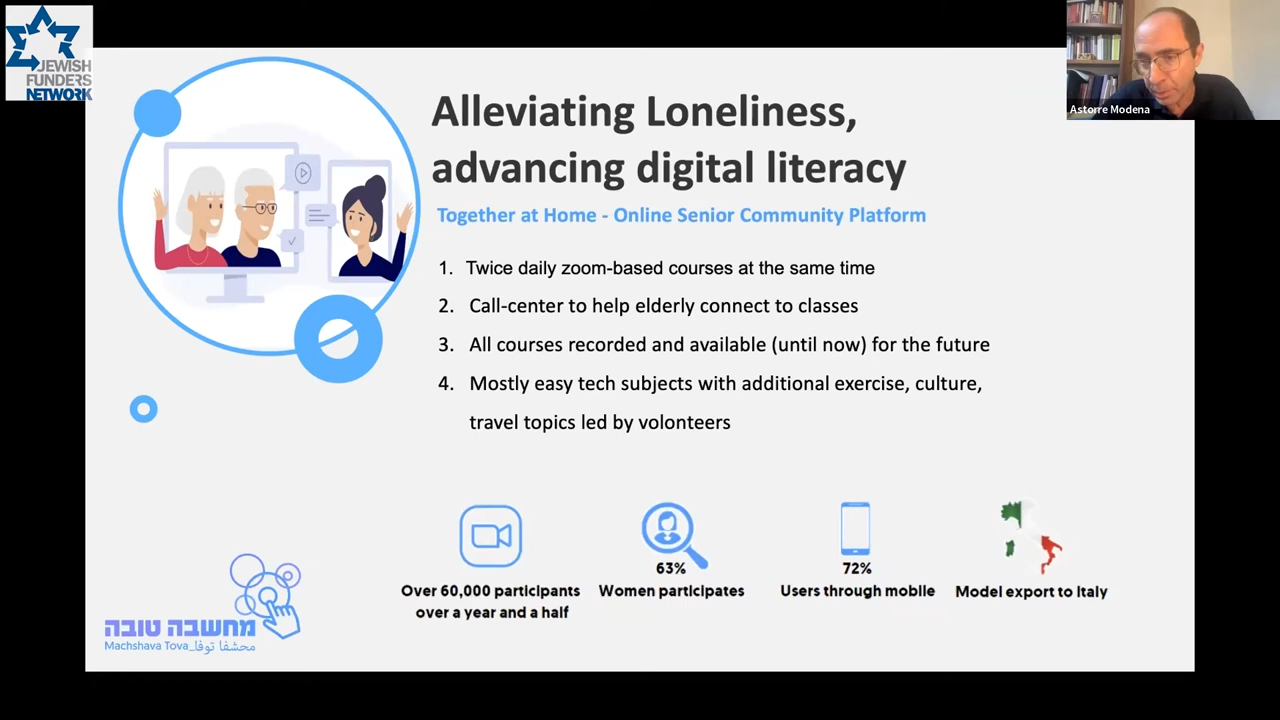 JEWISH
FUNDERS
NETWORK
Astorre Modena
Alleviating Loneliness,
advancing digital literacy
Together at Home - Online Senior Community Platform
1. Twice daily zoom-based courses at the same time
2. Call-center to help elderly connect to classes
3. All courses recorded and available (until now) for the future
4. Mostly easy tech subjects with additional exercise, culture,
travel topics led by volonteers
63%
72%
Over 60,000 participants
over a year and a half
Women participates
Users through mobile
Model export to Italy
מחשבה טובה
Machshava Tova_محشڤا توڤا